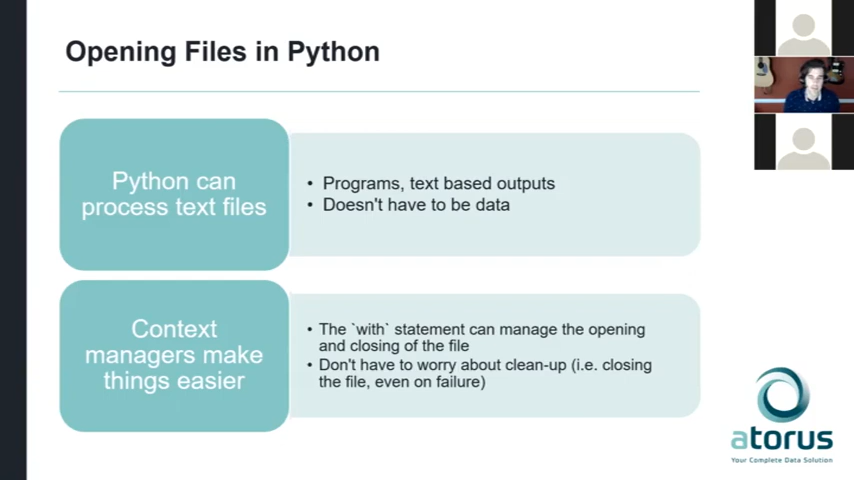 Opening Files in Python
Python can
process text files
• Programs, text based outputs
• Doesn't have to be data
Context
managers make
things easier
• The `with` statement can manage the opening
and closing of the file
• Don't have to worry about clean-up (i.e. closing
the file, even on failure)
atorus
Your Complete Data Solution